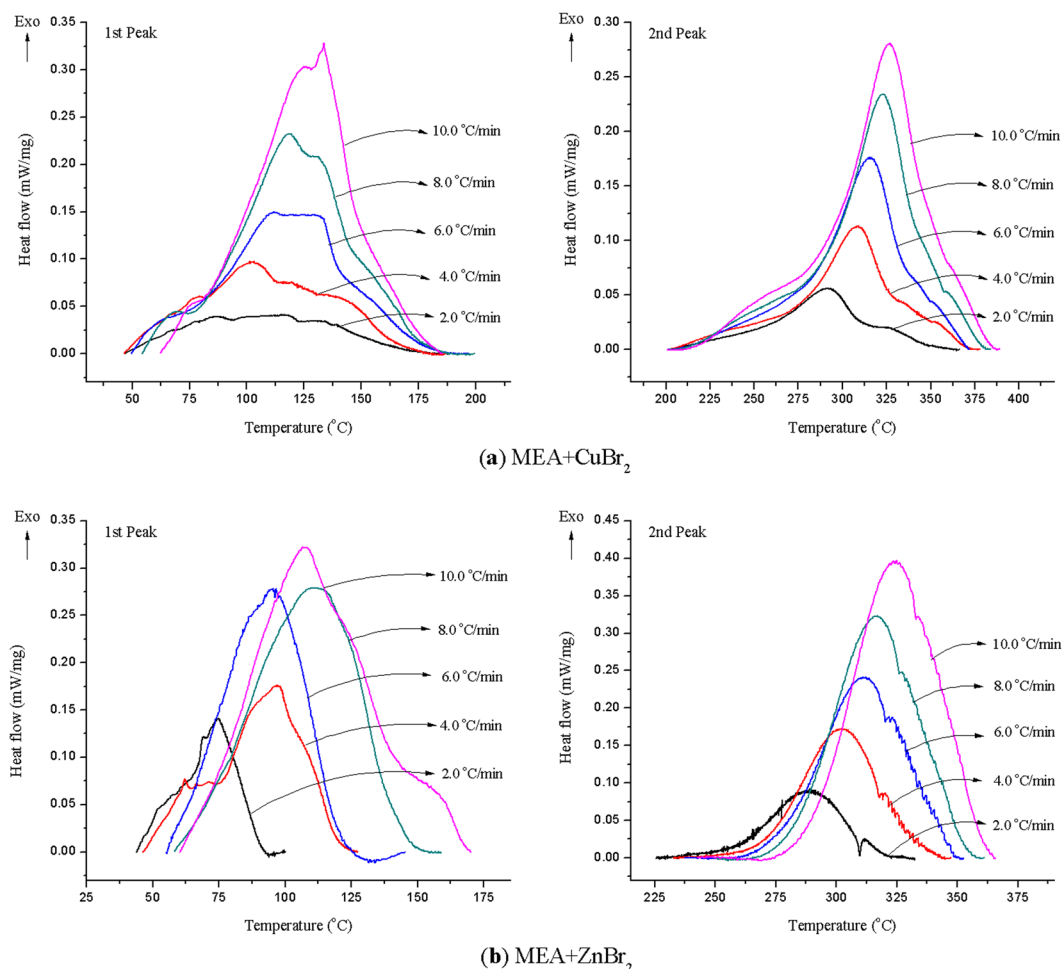 Exo
1st Peak
0.35
0.30
0.25
0.20
0.15
0.10
0.05
0.00
Heat flow (mW/mg)
10.0 °C/min
8.0 °C/min
6.0 °C/min
4.0 °C/min
2.0 °C/min
50 75 100 125 150 175 200
Temperature (°C)
Exo
2nd Peak
0.30
0.25
0.20
0.15
0.10
0.05
0.00
Heat flow (mW/mg)
10.0 °C/min
8.0 °C/min
6.0 °C/min
4.0 °C/min
2.0 °C/min
200 225 250 275 300 325 350 375 400
Temperature (°C)
(a) MEA+CuBr₂
Exo
1st Peak
0.35
0.30
0.25
0.20
0.15
0.10
0.05
0.00
Heat flow (mW/mg)
10.0 °C/min
8.0 °C/min
6.0 °C/min
4.0 °C/min
2.0 °C/min
25 50 75 100 125 150 175
Temperature (°C)
Exo
2nd Peak
0.45
0.40
0.35
0.30
0.25
0.20
0.15
0.10
0.05
0.00
Heat flow (mW/mg)
10.0 °C/min
8.0 °C/min
6.0 °C/min
4.0 °C/min
2.0 °C/min
225 250 275 300 325 350 375
Temperature (°C)
(b) MEA+ZnBr₂